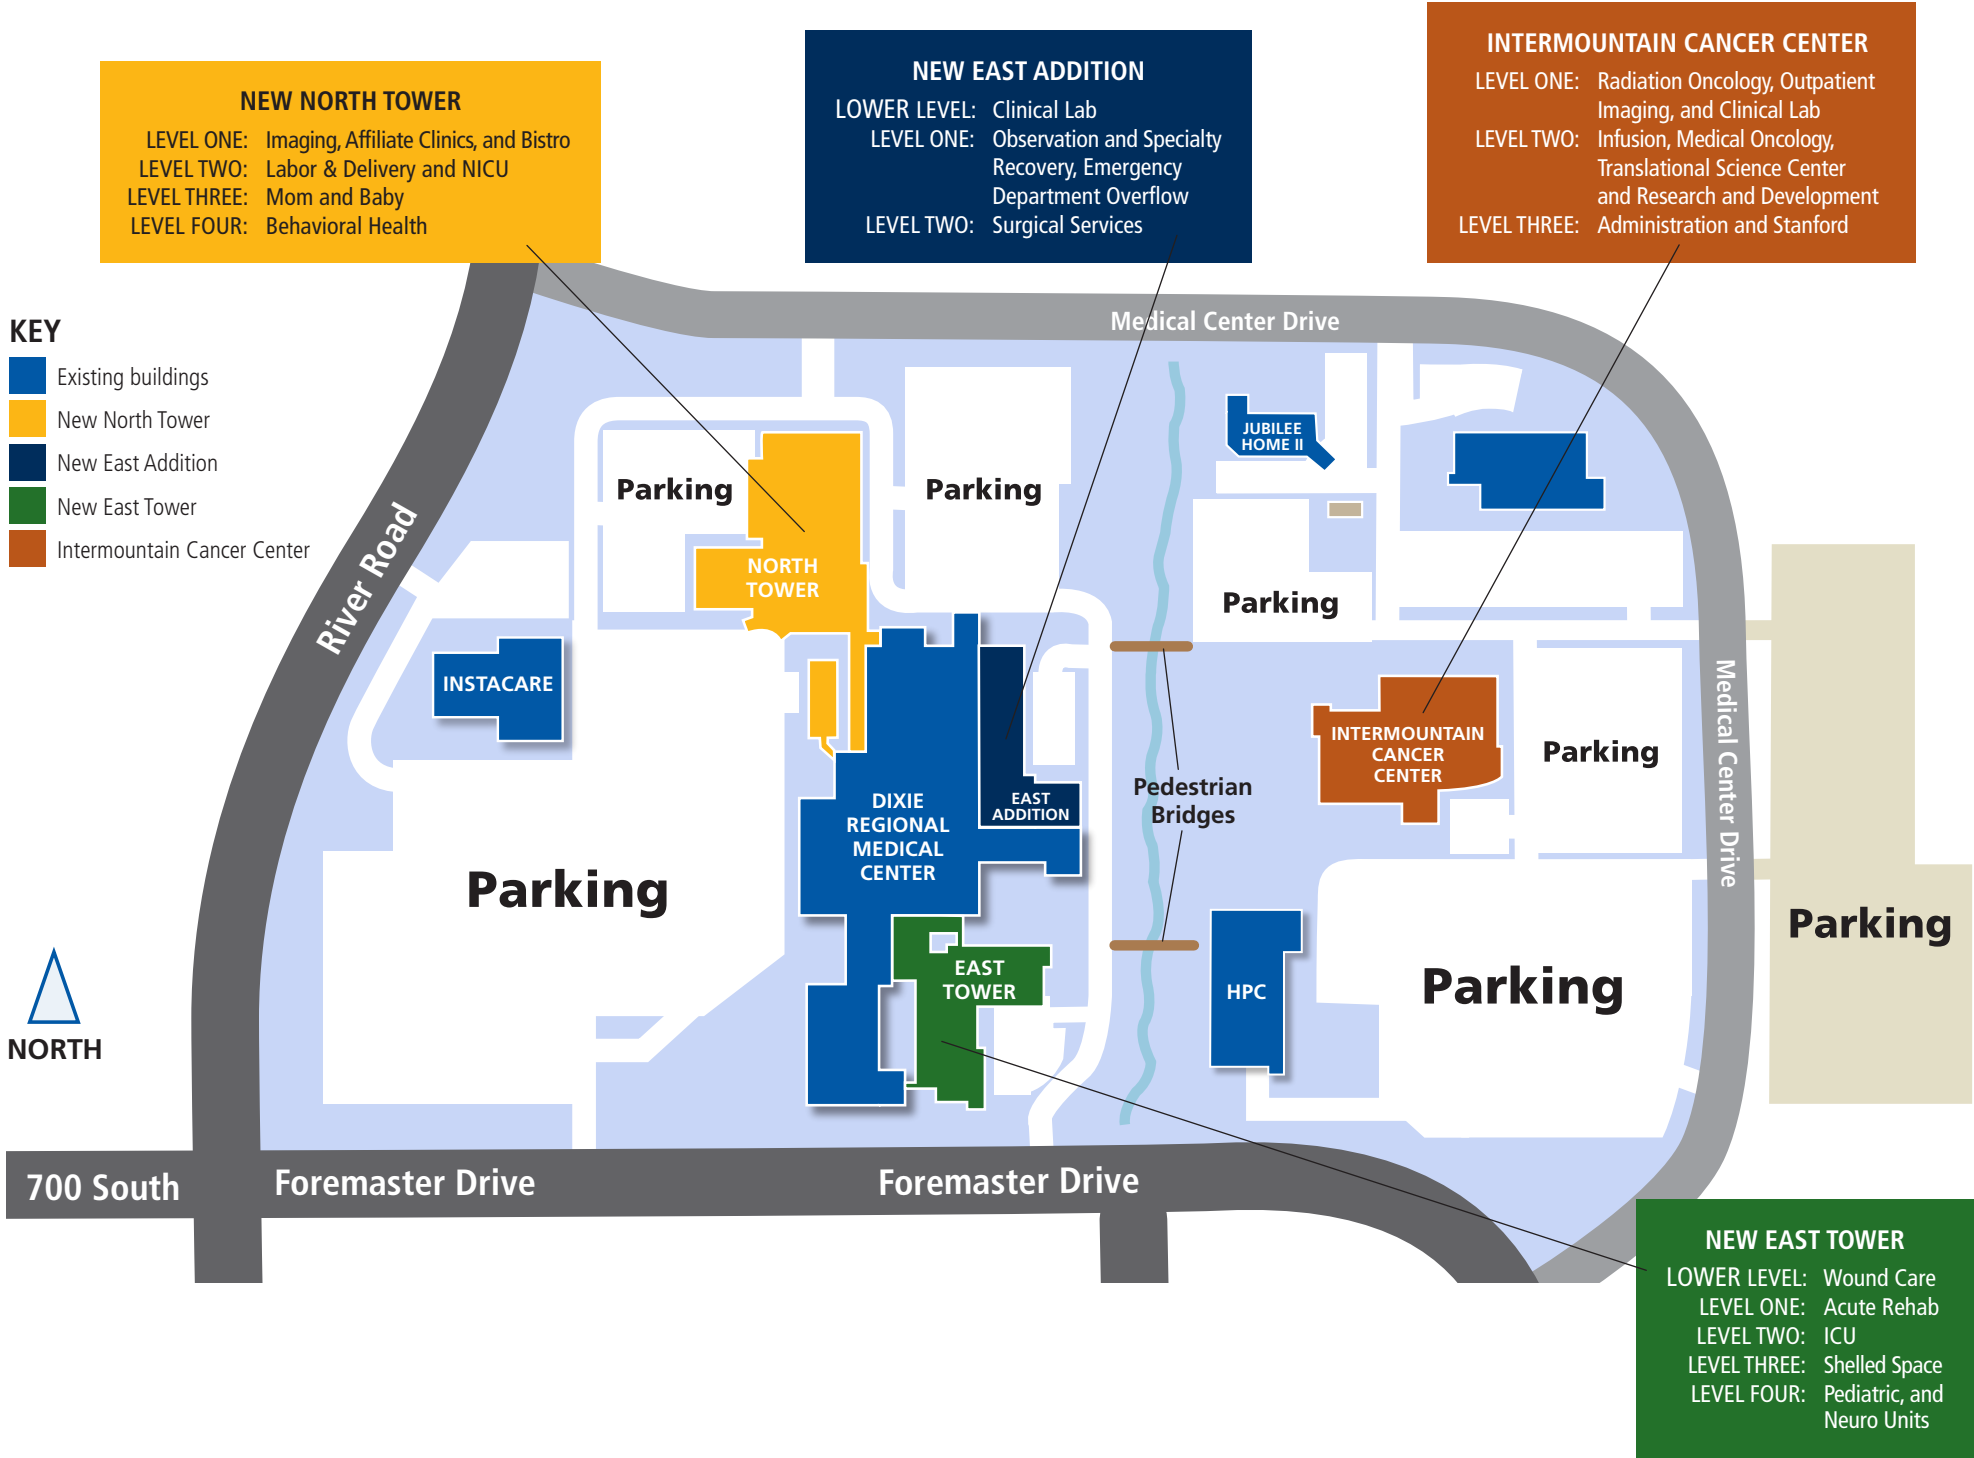 NEW NORTH TOWER
LEVEL ONE: Imaging, Affiliate Clinics, and Bistro
LEVEL TWO: Labor & Delivery and NICU
LEVEL THREE: Mom and Baby
LEVEL FOUR: Behavioral Health
NEW EAST ADDITION
LOWER LEVEL: Clinical Lab
LEVEL ONE: Observation and Specialty
Recovery, Emergency
Department Overflow
LEVEL TWO: Surgical Services
INTERMOUNTAIN CANCER CENTER
LEVEL ONE: Radiation Oncology, Outpatient
Imaging, and Clinical Lab
LEVEL TWO: Infusion, Medical Oncology,
Translational Science Center
and Research and Development
LEVEL THREE: Administration and Stanford
KEY
Existing buildings
New North Tower
New East Addition
New East Tower
Intermountain Cancer Center
Medical Center Drive
River Road
Parking
Parking
JUBILEE
HOME II
NORTH
TOWER
Parking
INSTACARE
INTERMOUNTAIN
CANCER
CENTER
Parking
Medical Center Drive
Pedestrian
Bridges
EAST
ADDITION
DIXIE
REGIONAL
MEDICAL
CENTER
Parking
Parking
EAST
TOWER
HPC
Parking
NORTH
700 South
Foremaster Drive
Foremaster Drive
NEW EAST TOWER
LOWER LEVEL: Wound Care
LEVEL ONE: Acute Rehab
LEVEL TWO: ICU
LEVEL THREE: Shelled Space
LEVEL FOUR: Pediatric, and
Neuro Units